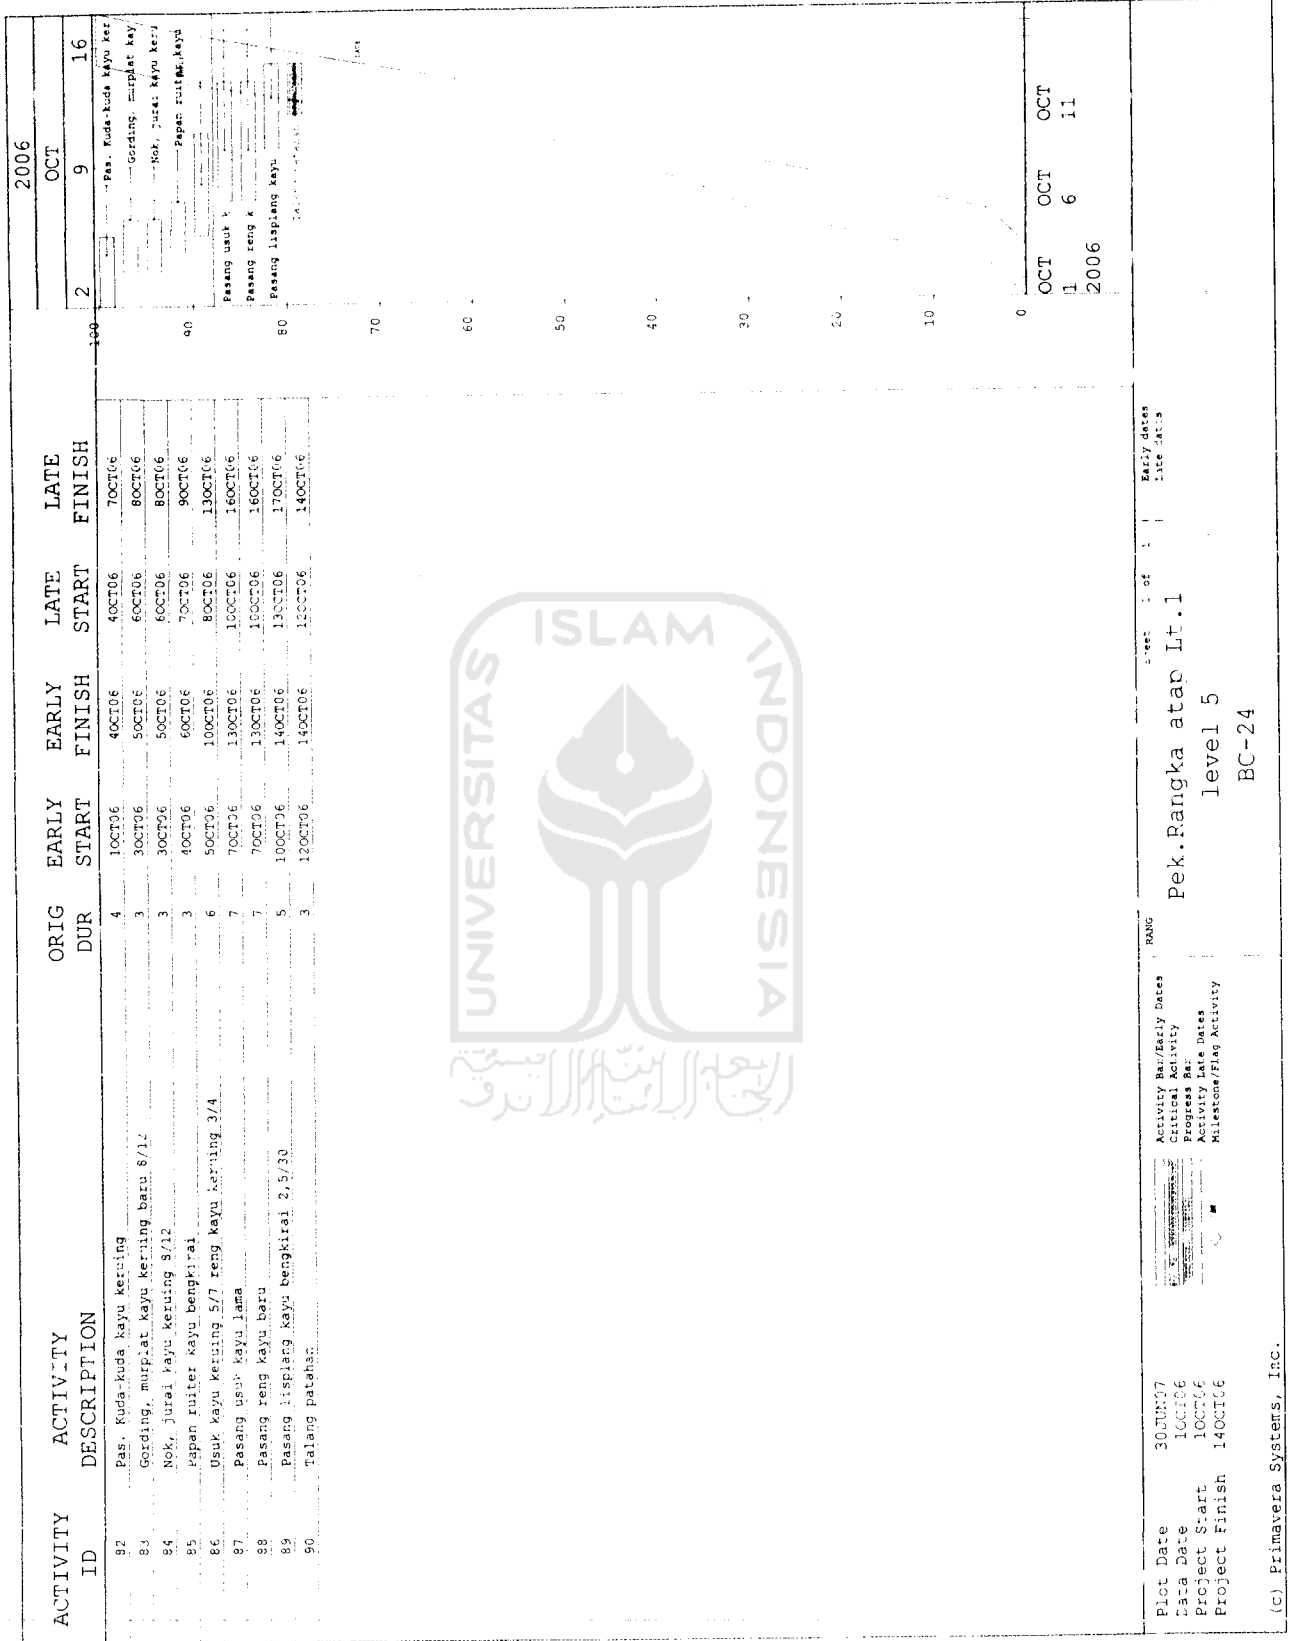 ACTIVITY ID ACTIVITY DESCRIPTION ORIG DUR EARLY START EARLY FINISH LATE START LATE FINISH
2006
OCT
2 9 16
82 Pas. Kuda-kuda kayu keruing 4 1OCT06 4OCT06 4OCT06 7OCT06
83 Gording, murplat kayu keruing baru 8/12 3 3OCT06 5OCT06 6OCT06 8OCT06
84 Nok, jurai kayu keruing 8/12 3 3OCT06 5OCT06 6OCT06 8OCT06
85 Papan ruiter kayu bengkirai 3 4OCT06 6OCT06 7OCT06 9OCT06
86 Usuk kayu keruing 5/7 reng kayu keruing 3/4 6 5OCT06 10OCT06 8OCT06 13OCT06
87 Pasang usuk kayu lama 7 7OCT06 13OCT06 10OCT06 16OCT06
88 Pasang reng kayu baru 7 7OCT06 13OCT06 10OCT06 16OCT06
89 Pasang lisplang kayu bengkirai 2,5/30 5 10OCT06 14OCT06 13OCT06 17OCT06
90 Talang patahan 3 12OCT06 14OCT06 12OCT06 14OCT06
Pas. Kuda-kuda kayu ker
Gording, murplat kay
Nok, jurai kayu keru
Papan ruiter kayu
Pasang usuk k
Pasang reng k
Pasang lisplang kayu
100
90
80
70
60
50
40
30
20
10
0
OCT OCT OCT
1 6 11
2006
UNIVERSITAS ISLAM INDONESIA
Plot Date 30JUN07
Data Date 1OCT06
Project Start 1OCT06
Project Finish 14OCT06
(c) Primavera Systems, Inc.
Activity Bar/Early Dates
Critical Activity
Progress Bar
Activity Late Dates
Milestone/Flag Activity
RANG
Sheet 1 of 1
Pek.Rangka atap Lt.1
level 5
BC-24
Early dates
Late dates